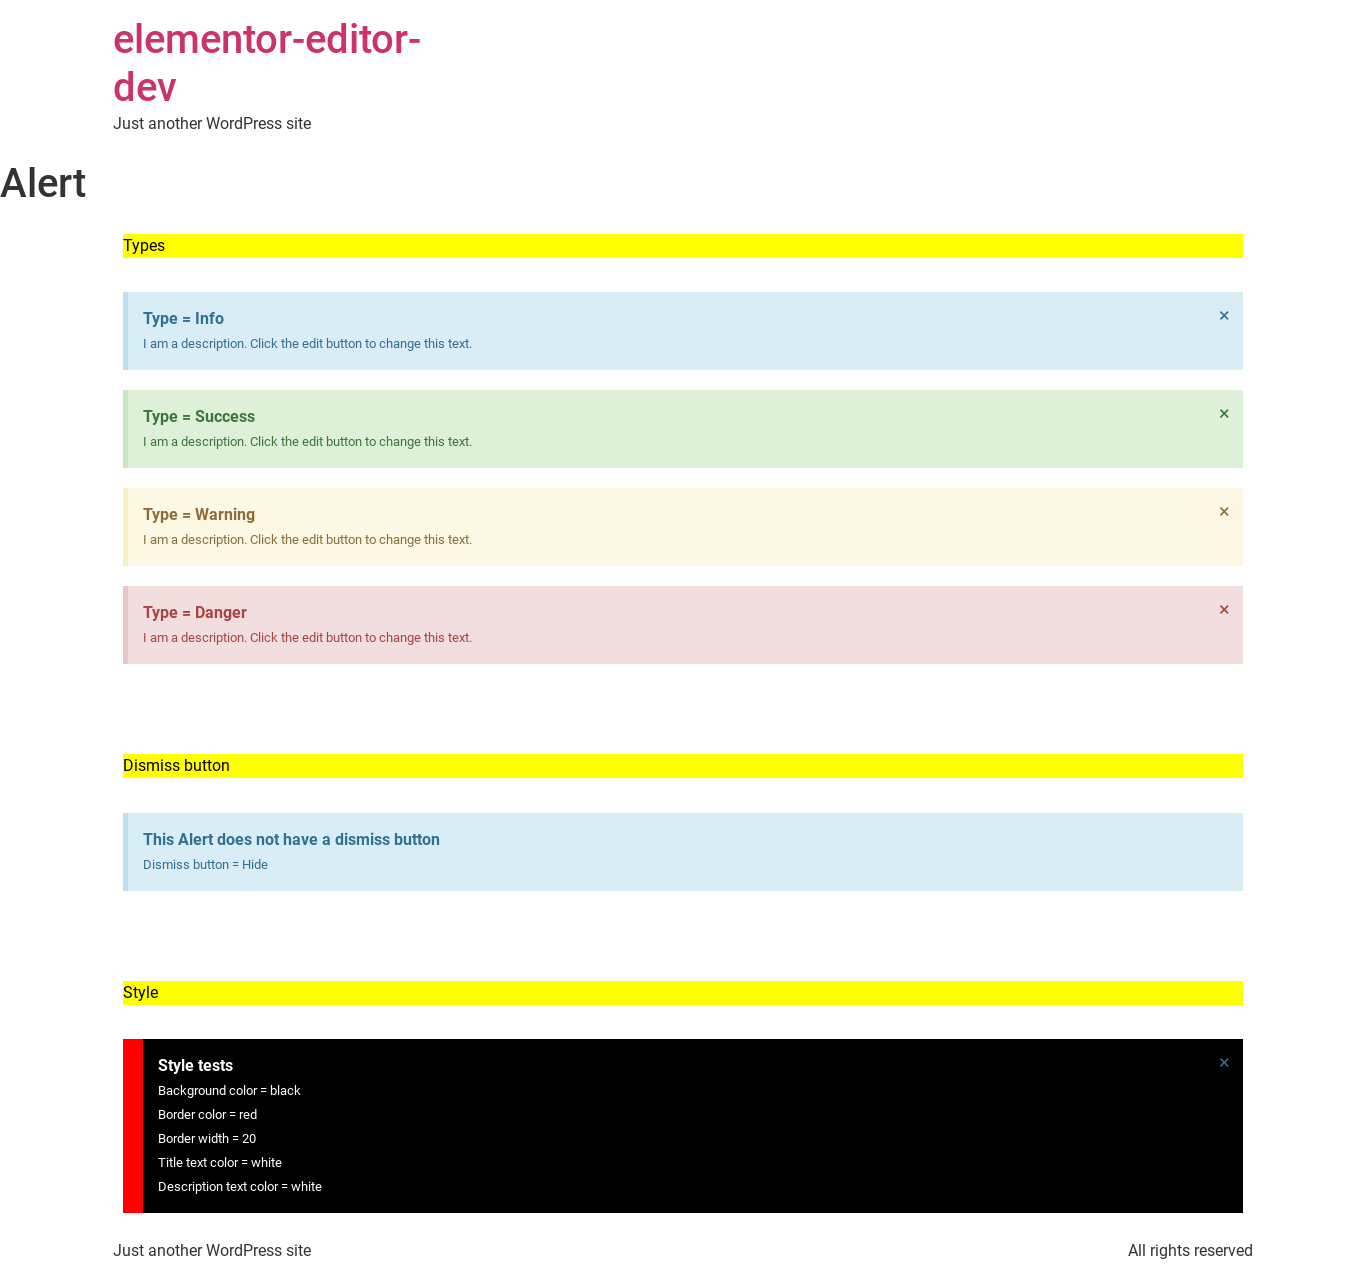 elementor-editor-
dev
Just another WordPress site
Alert
Types
Type = Info
×
I am a description. Click the edit button to change this text.
Type = Success
×
I am a description. Click the edit button to change this text.
Type = Warning
×
I am a description. Click the edit button to change this text.
Type = Danger
×
I am a description. Click the edit button to change this text.
Dismiss button
This Alert does not have a dismiss button
Dismiss button = Hide
Style
Style tests
×
Background color = black
Border color = red
Border width = 20
Title text color = white
Description text color = white
Just another WordPress site
All rights reserved